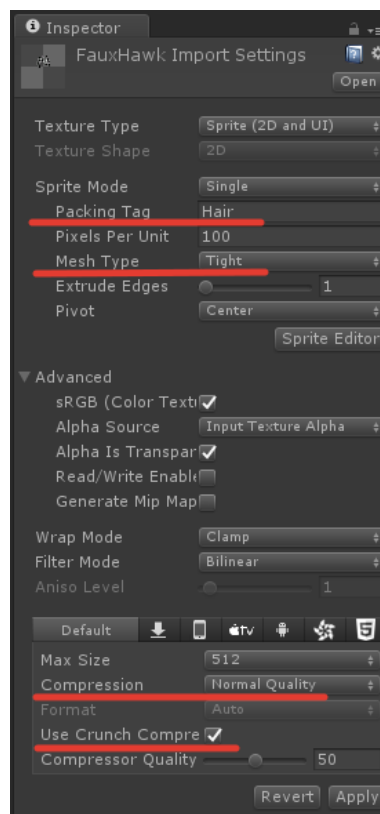 Inspector
FauxHawk Import Settings
Open
Texture Type Sprite (2D and UI)
Texture Shape 2D
Sprite Mode Single
Packing Tag Hair
Pixels Per Unit 100
Mesh Type Tight
Extrude Edges 1
Pivot Center
Sprite Editor
Advanced
sRGB (Color Textu
Alpha Source Input Texture Alpha
Alpha Is Transpar
Read/Write Enable
Generate Mip Map
Wrap Mode Clamp
Filter Mode Bilinear
Aniso Level 1
Default tv
Max Size 512
Compression Normal Quality
Format Auto
Use Crunch Compre
Compressor Quality 50
Revert Apply